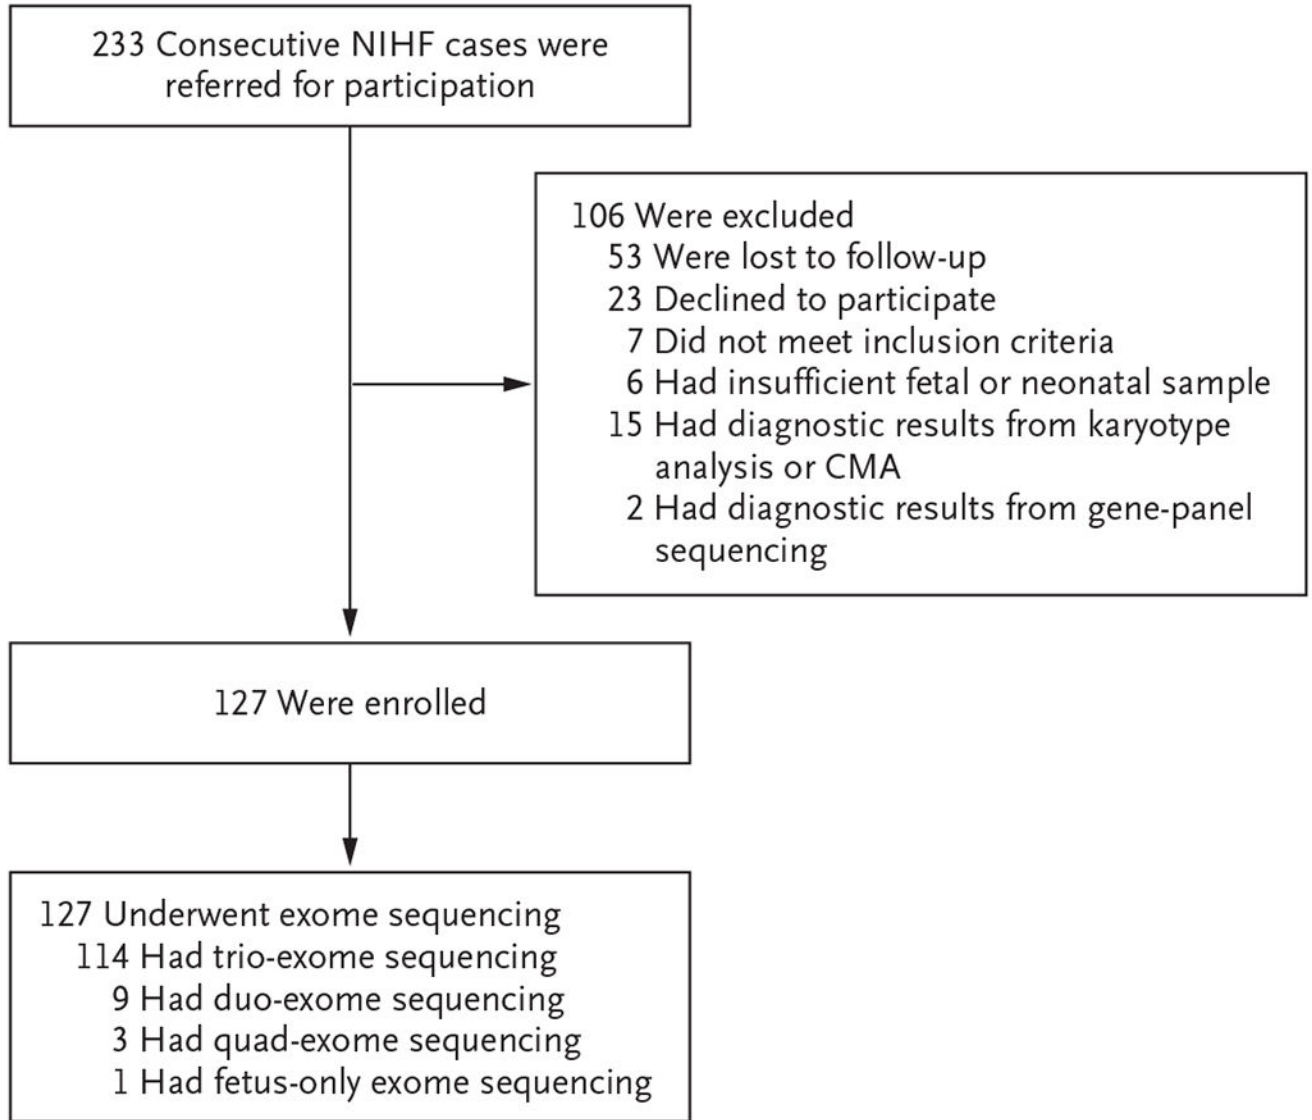 233 Consecutive NIHF cases were
referred for participation
106 Were excluded
53 Were lost to follow-up
23 Declined to participate
7 Did not meet inclusion criteria
6 Had insufficient fetal or neonatal sample
15 Had diagnostic results from karyotype
analysis or CMA
2 Had diagnostic results from gene-panel
sequencing
127 Were enrolled
127 Underwent exome sequencing
114 Had trio-exome sequencing
9 Had duo-exome sequencing
3 Had quad-exome sequencing
1 Had fetus-only exome sequencing